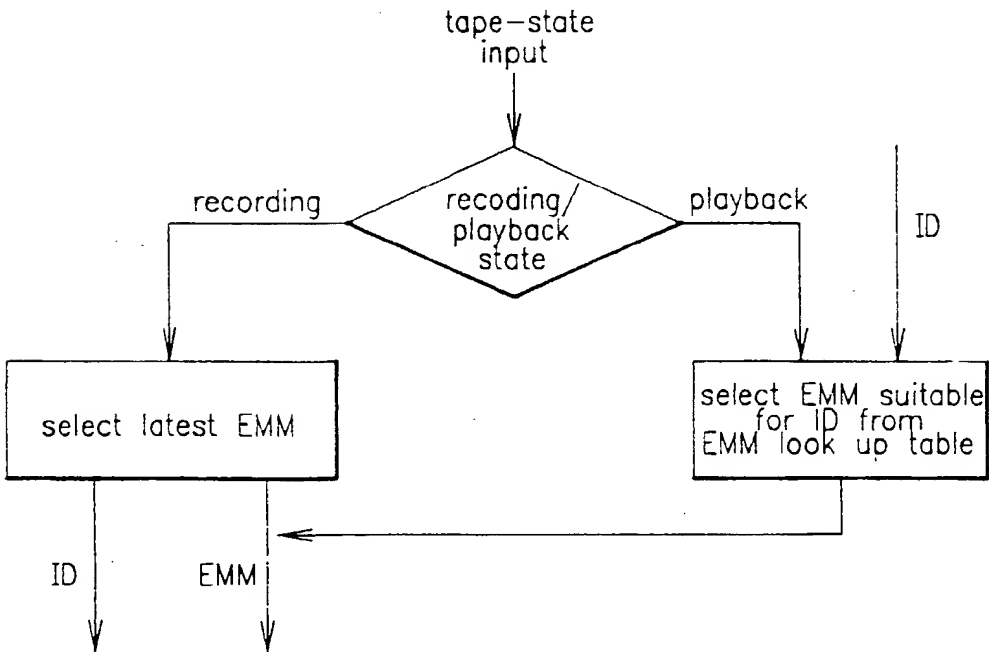 tape-state
input
recording
recoding/
playback
state
playback
ID
select latest EMM
select EMM suitable
for ID from
EMM look up table
ID
EMM